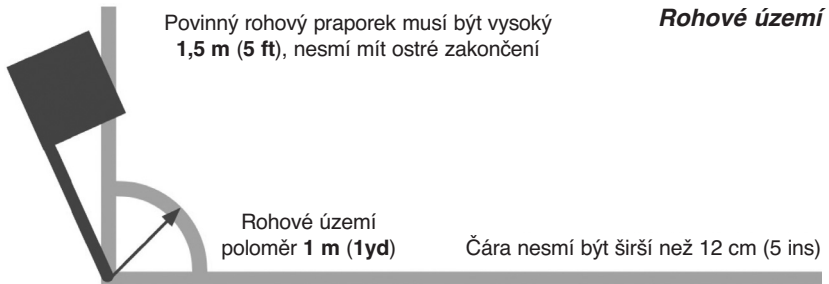 Rohové území
Povinný rohový praporek musí být vysoký
1,5 m (5 ft), nesmí mít ostré zakončení
Rohové území
poloměr 1 m (1yd)
Čára nesmí být širší než 12 cm (5 ins)